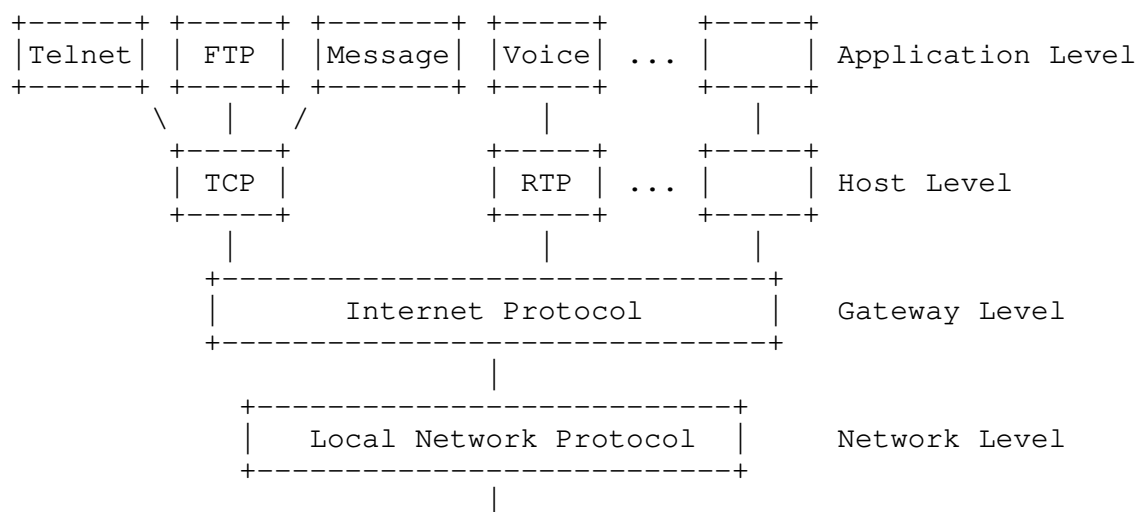 Telnet FTP Message Voice ... Application Level
TCP RTP ... Host Level
Internet Protocol Gateway Level
Local Network Protocol Network Level